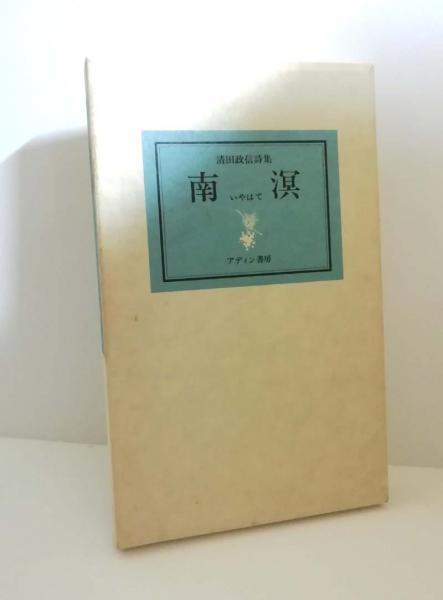 清田政信詩集
南溟
いやはて
アディン書房